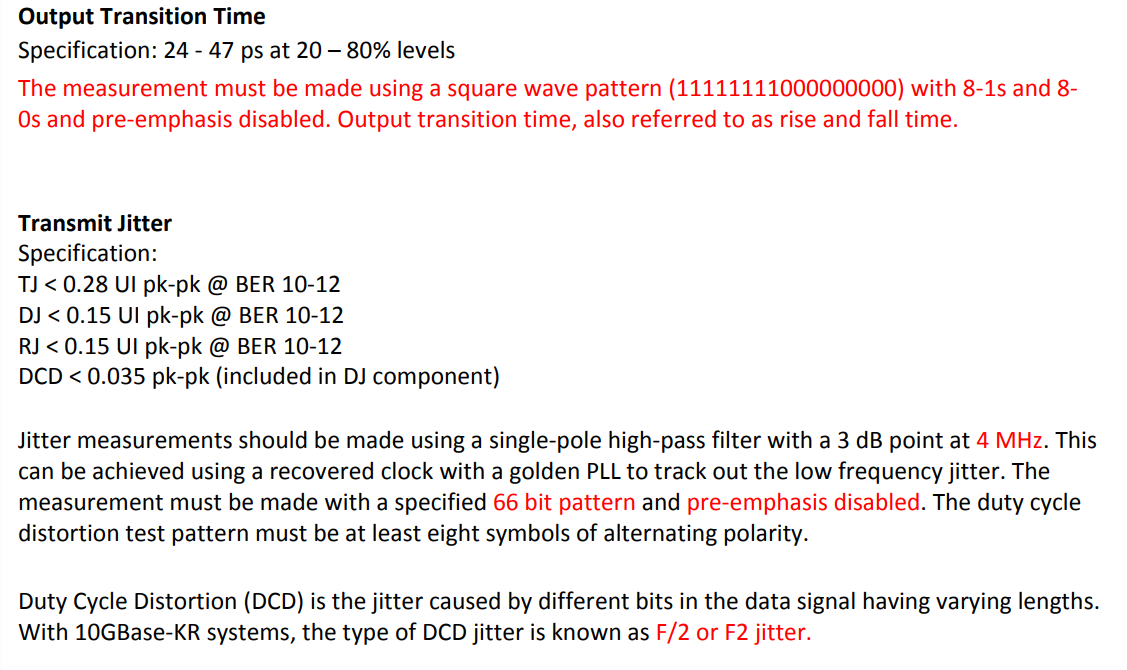 Output Transition Time
Specification: 24 - 47 ps at 20 – 80% levels
The measurement must be made using a square wave pattern (11111111000000000) with 8-1s and 8-
0s and pre-emphasis disabled. Output transition time, also referred to as rise and fall time.
Transmit Jitter
Specification:
TJ < 0.28 UI pk-pk @ BER 10-12
DJ < 0.15 UI pk-pk @ BER 10-12
RJ < 0.15 UI pk-pk @ BER 10-12
DCD < 0.035 pk-pk (included in DJ component)
Jitter measurements should be made using a single-pole high-pass filter with a 3 dB point at 4 MHz. This
can be achieved using a recovered clock with a golden PLL to track out the low frequency jitter. The
measurement must be made with a specified 66 bit pattern and pre-emphasis disabled. The duty cycle
distortion test pattern must be at least eight symbols of alternating polarity.
Duty Cycle Distortion (DCD) is the jitter caused by different bits in the data signal having varying lengths.
With 10GBase-KR systems, the type of DCD jitter is known as F/2 or F2 jitter.